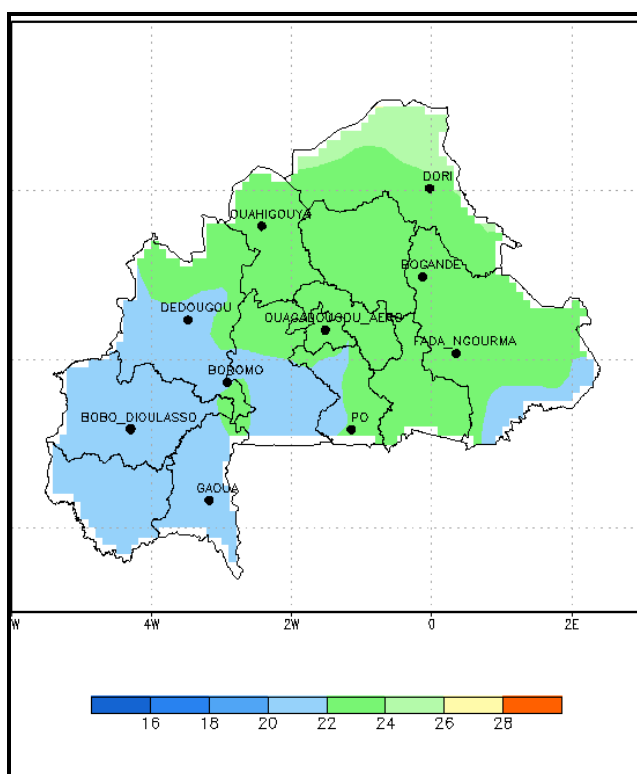 DORI
OUAHIGOUYA
BOGANDE
DEDOUGOU
OUAGADOUGOU_AERO
FADA_NGOURMA
BOROMO
BOBO_DIOULASSO
PO
GAOUA
W 4W 2W 0 2E
16 18 20 22 24 26 28